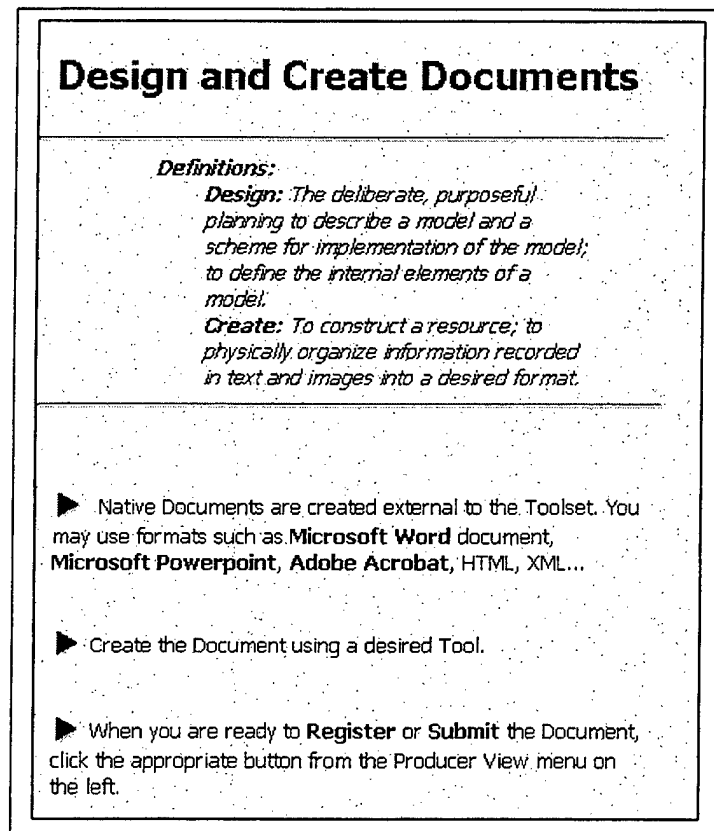 Design and Create Documents
Definitions:
Design: The deliberate, purposeful
planning to describe a model and a
scheme for implementation of the model;
to define the internal elements of a
model.
Create: To construct a resource; to
physically organize information recorded
in text and images into a desired format.
Native Documents are created external to the Toolset. You
may use formats such as Microsoft Word document,
Microsoft Powerpoint, Adobe Acrobat, HTML, XML...
Create the Document using a desired Tool.
When you are ready to Register or Submit the Document,
click the appropriate button from the Producer View menu on
the left.